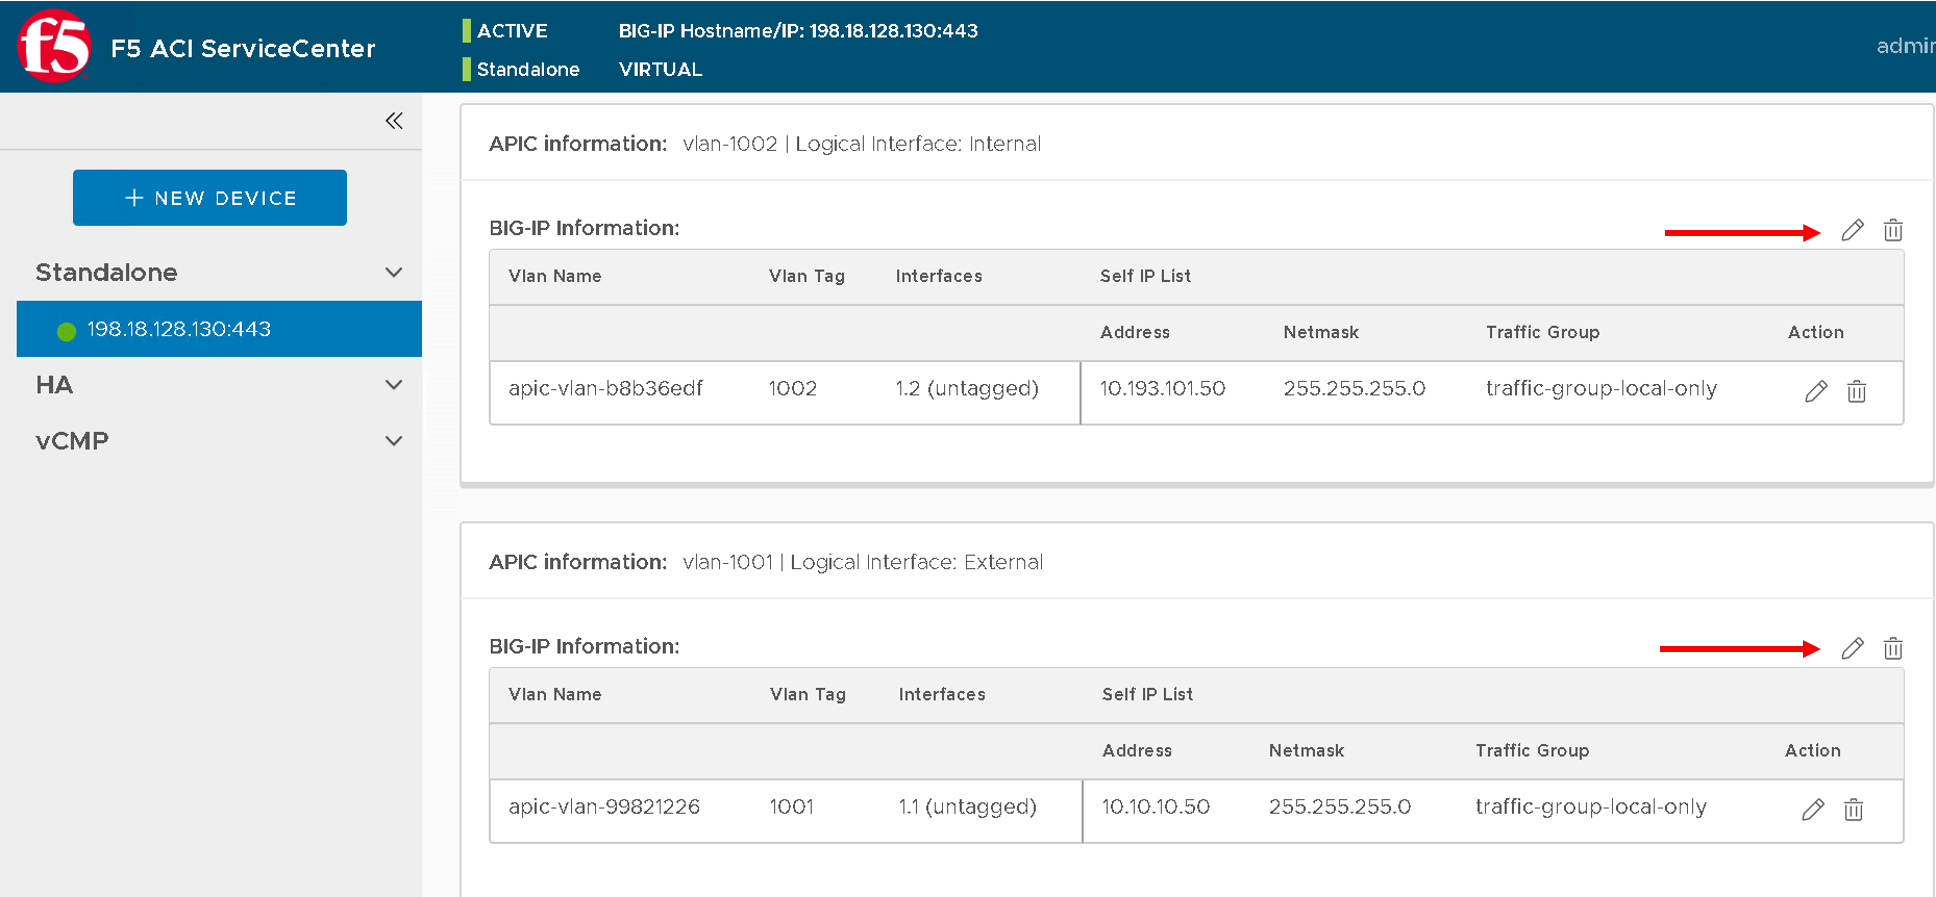 f5 F5 ACI ServiceCenter
ACTIVE BIG-IP Hostname/IP: 198.18.128.130:443
Standalone VIRTUAL
admin
+ NEW DEVICE
Standalone
198.18.128.130:443
HA
vCMP
APIC information: vlan-1002 | Logical Interface: Internal
BIG-IP Information:
Vlan Name Vlan Tag Interfaces Self IP List
Address Netmask Traffic Group Action
apic-vlan-b8b36edf 1002 1.2 (untagged) 10.193.101.50 255.255.255.0 traffic-group-local-only
APIC information: vlan-1001 | Logical Interface: External
BIG-IP Information:
Vlan Name Vlan Tag Interfaces Self IP List
Address Netmask Traffic Group Action
apic-vlan-99821226 1001 1.1 (untagged) 10.10.10.50 255.255.255.0 traffic-group-local-only